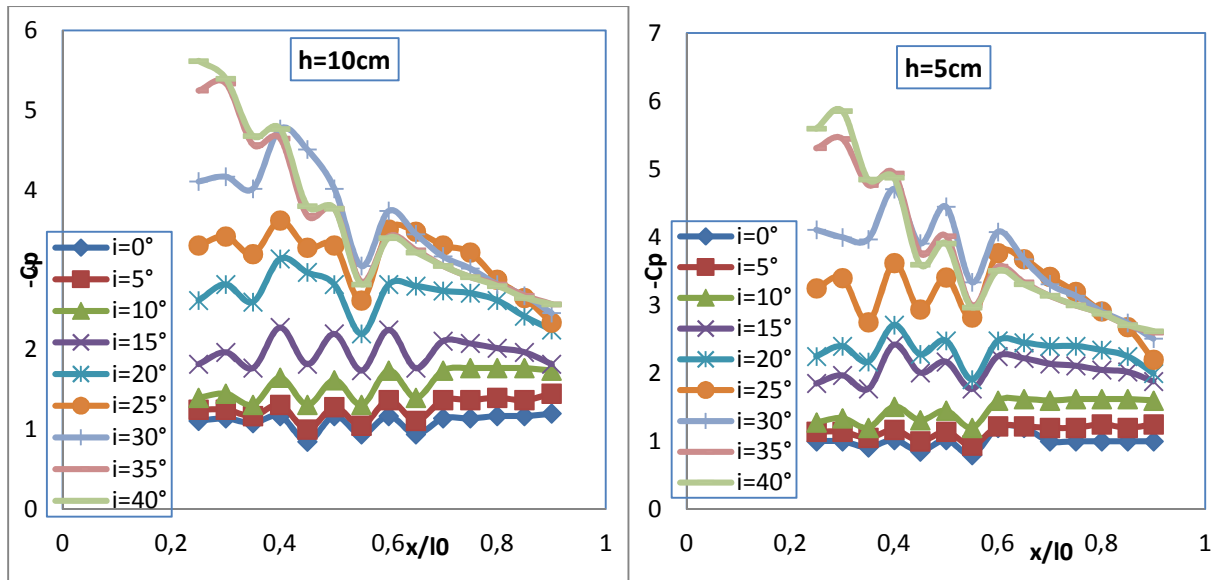 6
h=10cm
5
4
-Cp
2
1
0
i=0°
i=5°
i=10°
i=15°
i=20°
i=25°
i=30°
i=35°
i=40°
0
0,2
0,4
0,6
x/l0
0,8
1
7
h=5cm
6
5
4
-Cp
3
2
1
0
i=0°
i=5°
i=10°
i=15°
i=20°
i=25°
i=30°
i=35°
i=40°
0
0,2
0,4
0,6
x/l0
0,8
1